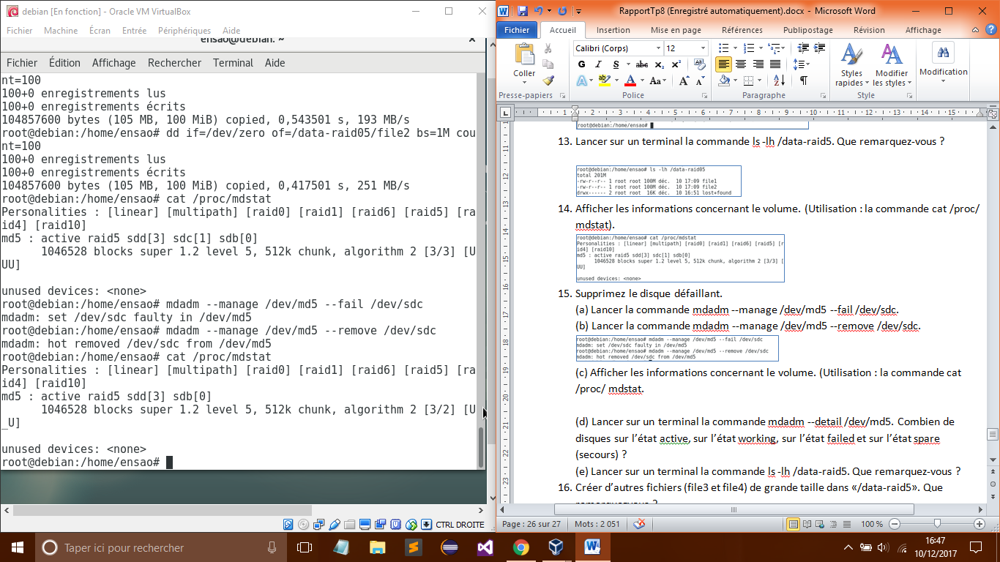 debian [En fonction] - Oracle VM VirtualBox
Fichier Machine Écran Entrée Périphériques Aide
ensao@debian: ~
Fichier Édition Affichage Rechercher Terminal Aide
nt=100
100+0 enregistrements lus
100+0 enregistrements écrits
104857600 bytes (105 MB, 100 MiB) copied, 0,543501 s, 193 MB/s
root@debian:/home/ensao# dd if=/dev/zero of=/data-raid05/file2 bs=1M cou
nt=100
100+0 enregistrements lus
100+0 enregistrements écrits
104857600 bytes (105 MB, 100 MiB) copied, 0,417501 s, 251 MB/s
root@debian:/home/ensao# cat /proc/mdstat
Personalities : [linear] [multipath] [raid0] [raid1] [raid6] [raid5] [ra
id4] [raid10]
md5 : active raid5 sdd[3] sdc[1] sdb[0]
1046528 blocks super 1.2 level 5, 512k chunk, algorithm 2 [3/3] [U
UU]
unused devices: <none>
root@debian:/home/ensao# mdadm --manage /dev/md5 --fail /dev/sdc
mdadm: set /dev/sdc faulty in /dev/md5
root@debian:/home/ensao# mdadm --manage /dev/md5 --remove /dev/sdc
mdadm: hot removed /dev/sdc from /dev/md5
root@debian:/home/ensao# cat /proc/mdstat
Personalities : [linear] [multipath] [raid0] [raid1] [raid6] [raid5] [ra
id4] [raid10]
md5 : active raid5 sdd[3] sdb[0]
1046528 blocks super 1.2 level 5, 512k chunk, algorithm 2 [3/2] [U
_U]
unused devices: <none>
root@debian:/home/ensao#
CTRL DROITE
RapportTp8 (Enregistré automatiquement).docx - Microsoft Word
Fichier Accueil Insertion Mise en page Références Publipostage Révision Affichage
Calibri (Corps) 12
Coller
G I S abc x₂ x²
Styles rapides
Modifier les styles
Modification
Presse-papiers Police Paragraphe Style
1 1 2 3 4 5 6 7 8 9 10 11 12 13 14 15
root@debian:/home/ensao#
13. Lancer sur un terminal la commande ls -lh /data-raid5. Que remarquez-vous ?
root@debian:/home/ensao# ls -lh /data-raid05
total 201M
-rw-r--r-- 1 root root 100M déc. 10 17:09 file1
-rw-r--r-- 1 root root 100M déc. 10 17:09 file2
drwx------ 2 root root 16K déc. 10 16:51 lost+found
14. Afficher les informations concernant le volume. (Utilisation : la commande cat /proc/
mdstat).
root@debian:/home/ensao# cat /proc/mdstat
Personalities : [linear] [multipath] [raid0] [raid1] [raid6] [raid5] [r
id4] [raid10]
md5 : active raid5 sdd[3] sdc[1] sdb[0]
1046528 blocks super 1.2 level 5, 512k chunk, algorithm 2 [3/3] [
UU]
unused devices: <none>
15. Supprimez le disque défaillant.
(a) Lancer la commande mdadm --manage /dev/md5 --fail /dev/sdc.
(b) Lancer la commande mdadm --manage /dev/md5 --remove /dev/sdc.
root@debian:/home/ensao# mdadm --manage /dev/md5 --fail /dev/sdc
mdadm: set /dev/sdc faulty in /dev/md5
root@debian:/home/ensao# mdadm --manage /dev/md5 --remove /dev/sdc
mdadm: hot removed /dev/sdc from /dev/md5
(c) Afficher les informations concernant le volume. (Utilisation : la commande cat
/proc/ mdstat.
(d) Lancer sur un terminal la commande mdadm --detail /dev/md5. Combien de
disques sur l’état active, sur l’état working, sur l’état failed et sur l’état spare
(secours) ?
(e) Lancer sur un terminal la commande ls -lh /data-raid5. Que remarquez-vous ?
16. Créer d’autres fichiers (file3 et file4) de grande taille dans «/data-raid5». Que
Page : 26 sur 27 Mots : 2 051 100 %
Taper ici pour rechercher
16:47
10/12/2017